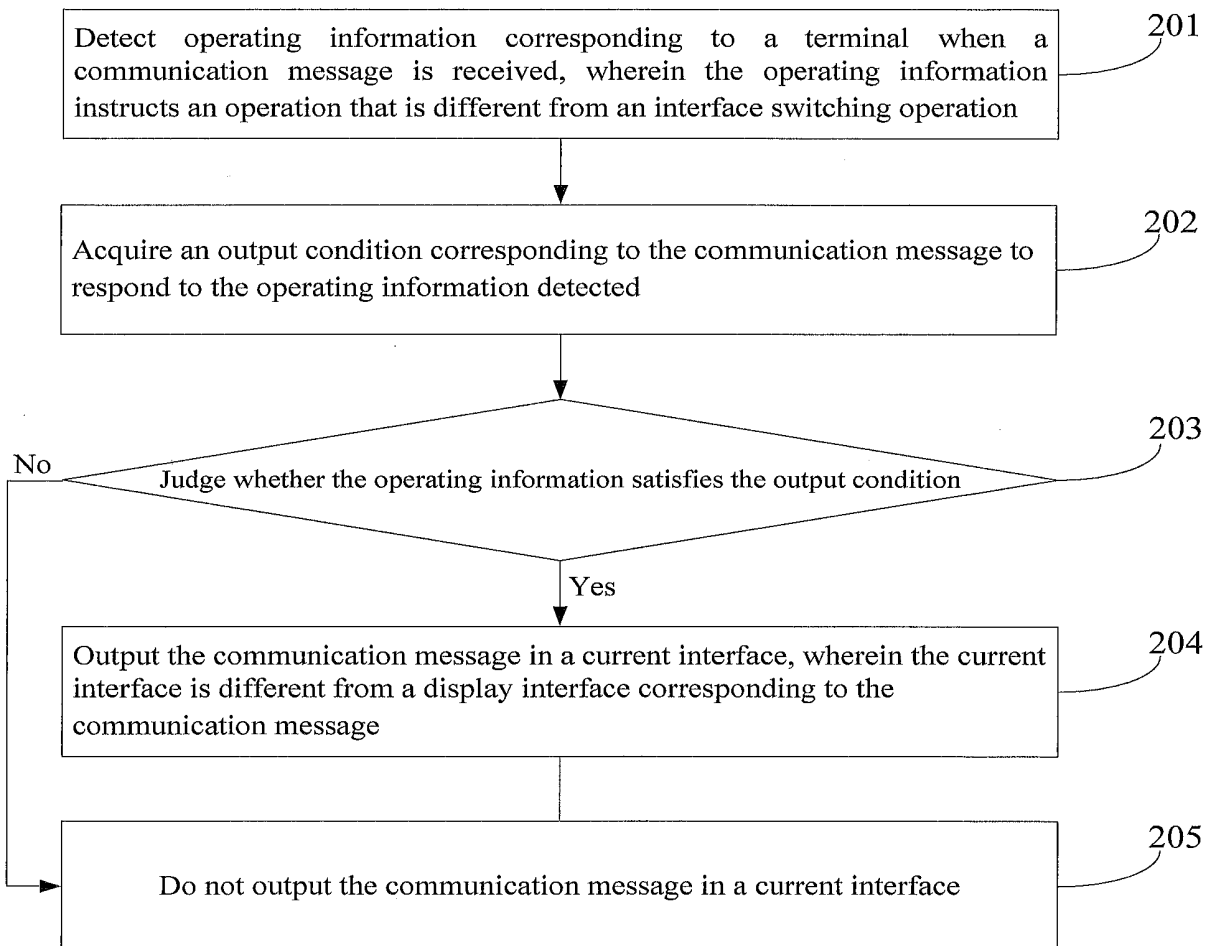 201
Detect operating information corresponding to a terminal when a
communication message is received, wherein the operating information
instructs an operation that is different from an interface switching operation
202
Acquire an output condition corresponding to the communication message to
respond to the operating information detected
203
No
Judge whether the operating information satisfies the output condition
Yes
204
Output the communication message in a current interface, wherein the current
interface is different from a display interface corresponding to the
communication message
205
Do not output the communication message in a current interface